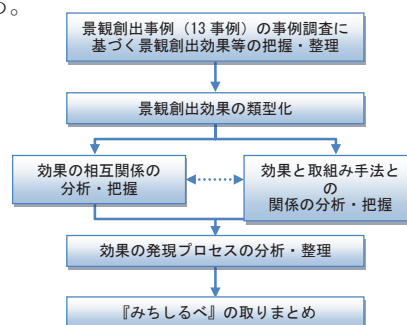 る。
景観創出事例（13 事例）の事例調査に
基づく景観創出効果等の把握・整理
景観創出効果の類型化
効果の相互関係の
分析・把握
効果と取組み手法と
の
関係の分析・把握
効果の発現プロセスの分析・整理
『みちしるべ』の取りまとめ